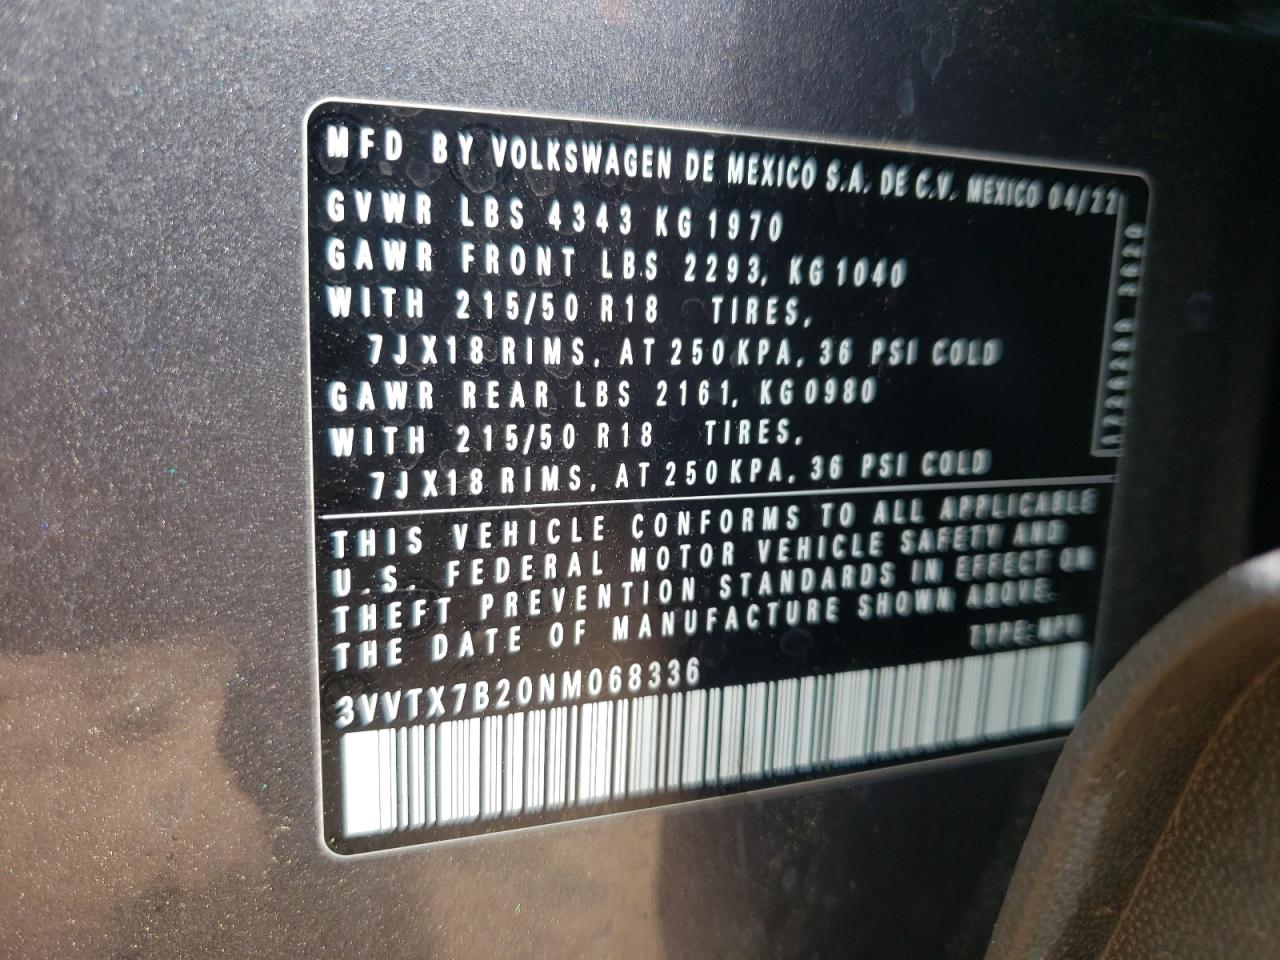 MFD BY VOLKSWAGEN DE MEXICO S.A. DE C.V. MEXICO 04/22
GVWR LBS 4343 KG 1970
GAWR FRONT LBS 2293, KG 1040
WITH 215/50 R18 TIRES,
7JX18 RIMS, AT 250 KPA, 36 PSI COLD
GAWR REAR LBS 2161, KG 0980
WITH 215/50 R18 TIRES,
7JX18 RIMS, AT 250 KPA, 36 PSI COLD
THIS VEHICLE CONFORMS TO ALL APPLICABLE
U.S. FEDERAL MOTOR VEHICLE SAFETY AND
THEFT PREVENTION STANDARDS IN EFFECT ON
THE DATE OF MANUFACTURE SHOWN ABOVE.
TYPE: MPV
3VVTX7B20NM068336